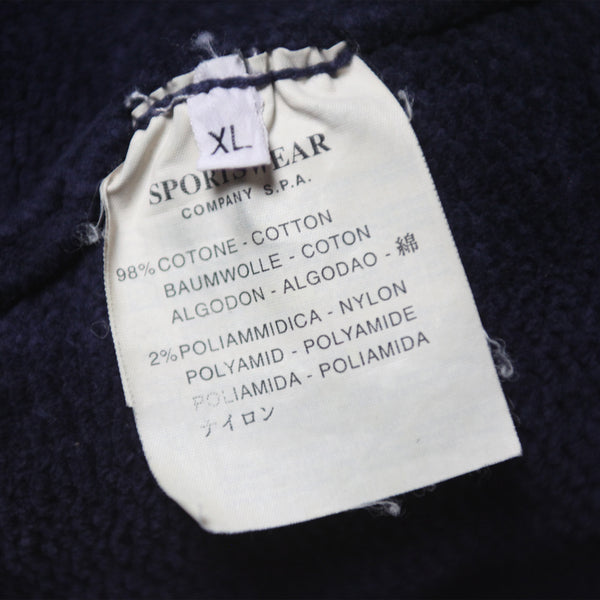 XL
SPORTSWEAR
COMPANY S.P.A.
98% COTONE - COTTON
BAUMWOLLE - COTON
ALGODON - ALGODAO - 綿
2% POLIAMMIDICA - NYLON
POLYAMID - POLYAMIDE
POLIAMIDA - POLIAMIDA
ナイロン